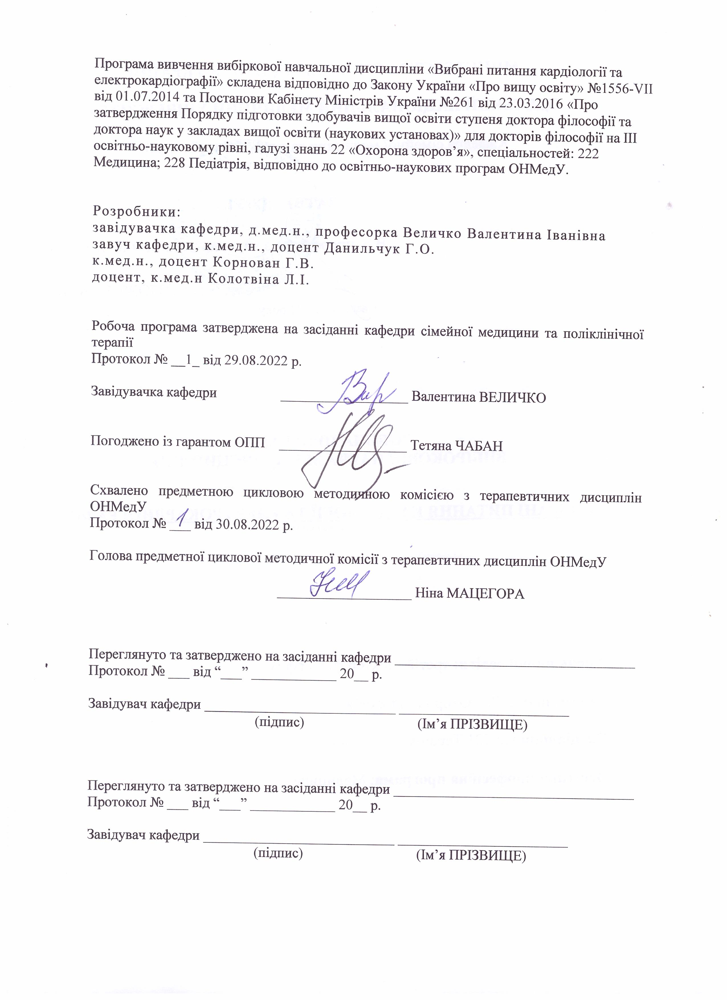 Програма вивчення вибіркової навчальної дисципліни «Вибрані питання кардіології та
електрокардіографії» складена відповідно до Закону України «Про вищу освіту» №1556-VII
від 01.07.2014 та Постанови Кабінету Міністрів України №261 від 23.03.2016 «Про
затвердження Порядку підготовки здобувачів вищої освіти ступеня доктора філософії та
доктора наук у закладах вищої освіти (наукових установах)» для докторів філософії на III
освітньо-науковому рівні, галузі знань 22 «Охорона здоров’я», спеціальностей: 222
Медицина; 228 Педіатрія, відповідно до освітньо-наукових програм ОНМедУ.
Розробники:
завідувачка кафедри, д.мед.н., професорка Величко Валентина Іванівна
завуч кафедри, к.мед.н., доцент Данильчук Г.О.
к.мед.н., доцент Корнован Г.В.
доцент, к.мед.н Колотвіна Л.І.
Робоча програма затверджена на засіданні кафедри сімейної медицини та поліклінічної
терапії
Протокол № __1_ від 29.08.2022 р.
Завідувачка кафедри __________________ Валентина ВЕЛИЧКО
Погоджено із гарантом ОПП __________________ Тетяна ЧАБАН
Схвалено предметною цикловою методичною комісією з терапевтичних дисциплін
ОНМедУ
Протокол № 1 від 30.08.2022 р.
Голова предметної циклової методичної комісії з терапевтичних дисциплін ОНМедУ
___________________ Ніна МАЦЕГОРА
Переглянуто та затверджено на засіданні кафедри __________________________________
Протокол № ___ від “___” ____________ 20__ р.
Завідувач кафедри ___________________________ ________________________
(підпис) (Ім’я ПРІЗВИЩЕ)
Переглянуто та затверджено на засіданні кафедри __________________________________
Протокол № ___ від “___” ____________ 20__ р.
Завідувач кафедри ___________________________ ________________________
(підпис) (Ім’я ПРІЗВИЩЕ)